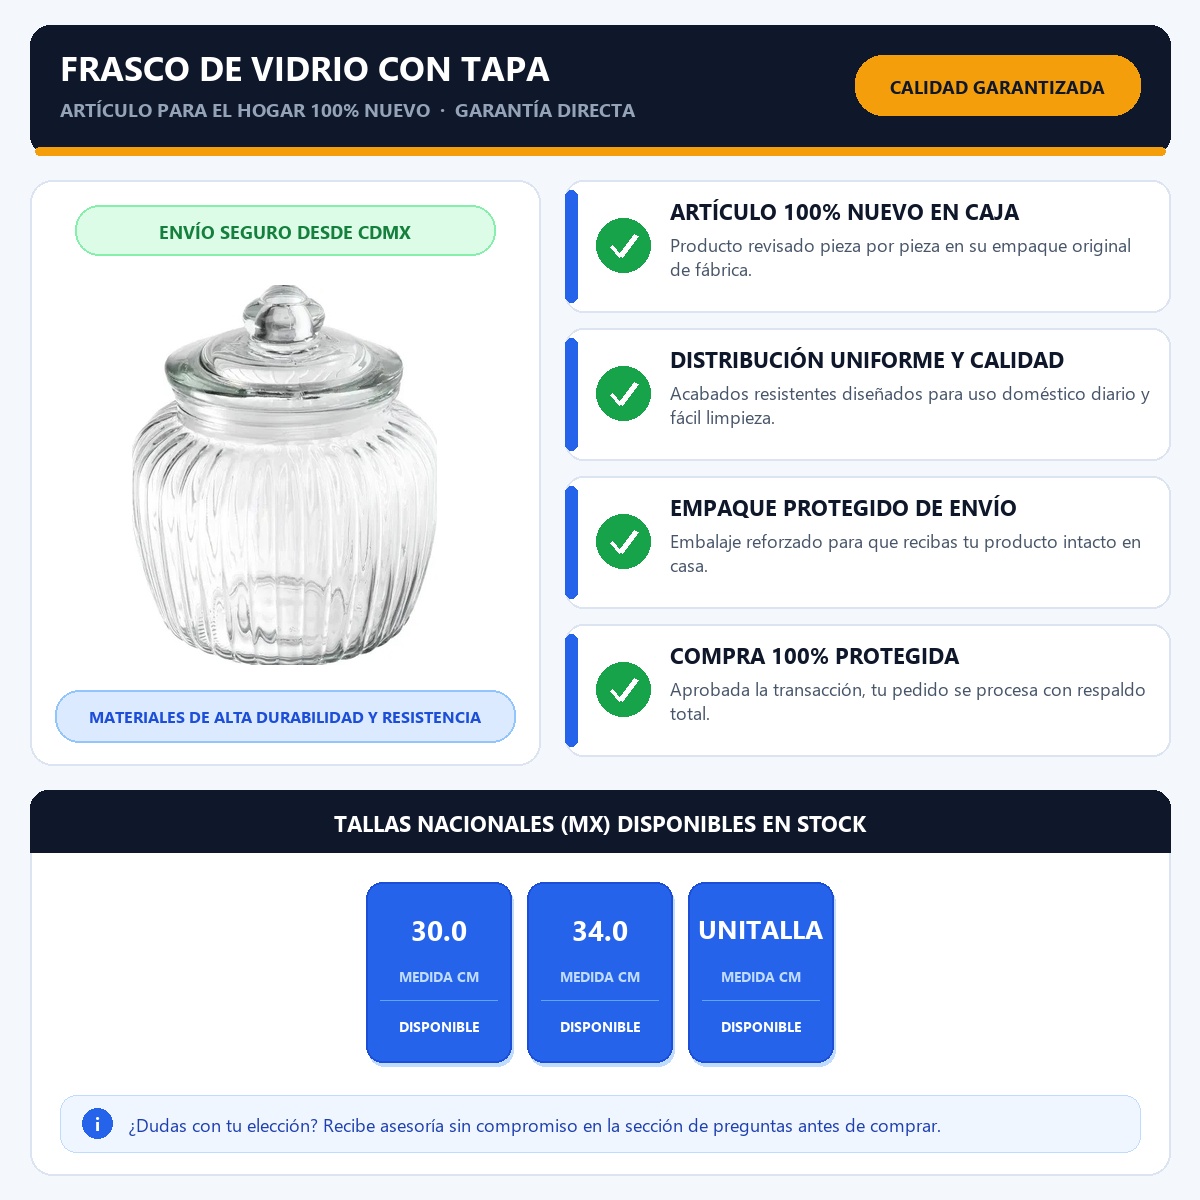 FRASCO DE VIDRIO CON TAPA
ARTÍCULO PARA EL HOGAR 100% NUEVO · GARANTÍA DIRECTA
CALIDAD GARANTIZADA
ENVÍO SEGURO DESDE CDMX
MATERIALES DE ALTA DURABILIDAD Y RESISTENCIA
ARTÍCULO 100% NUEVO EN CAJA
Producto revisado pieza por pieza en su empaque original
de fábrica.
DISTRIBUCIÓN UNIFORME Y CALIDAD
Acabados resistentes diseñados para uso doméstico diario y
fácil limpieza.
EMPAQUE PROTEGIDO DE ENVÍO
Embalaje reforzado para que recibas tu producto intacto en
casa.
COMPRA 100% PROTEGIDA
Aprobada la transacción, tu pedido se procesa con respaldo
total.
TALLAS NACIONALES (MX) DISPONIBLES EN STOCK
30.0
MEDIDA CM
DISPONIBLE
34.0
MEDIDA CM
DISPONIBLE
UNITALLA
MEDIDA CM
DISPONIBLE
¿Dudas con tu elección? Recibe asesoría sin compromiso en la sección de preguntas antes de comprar.